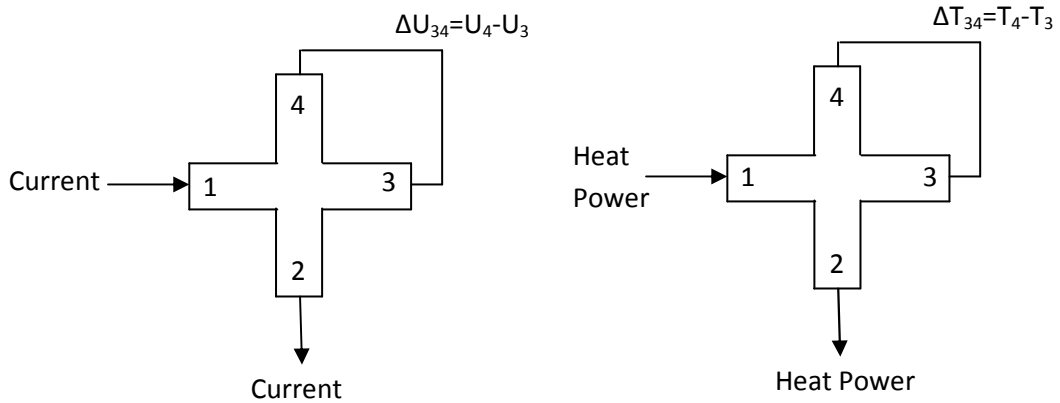 ΔU₃₄=U₄-U₃
4
Current
1
3
2
Current
ΔT₃₄=T₄-T₃
4
Heat
Power
1
3
2
Heat Power